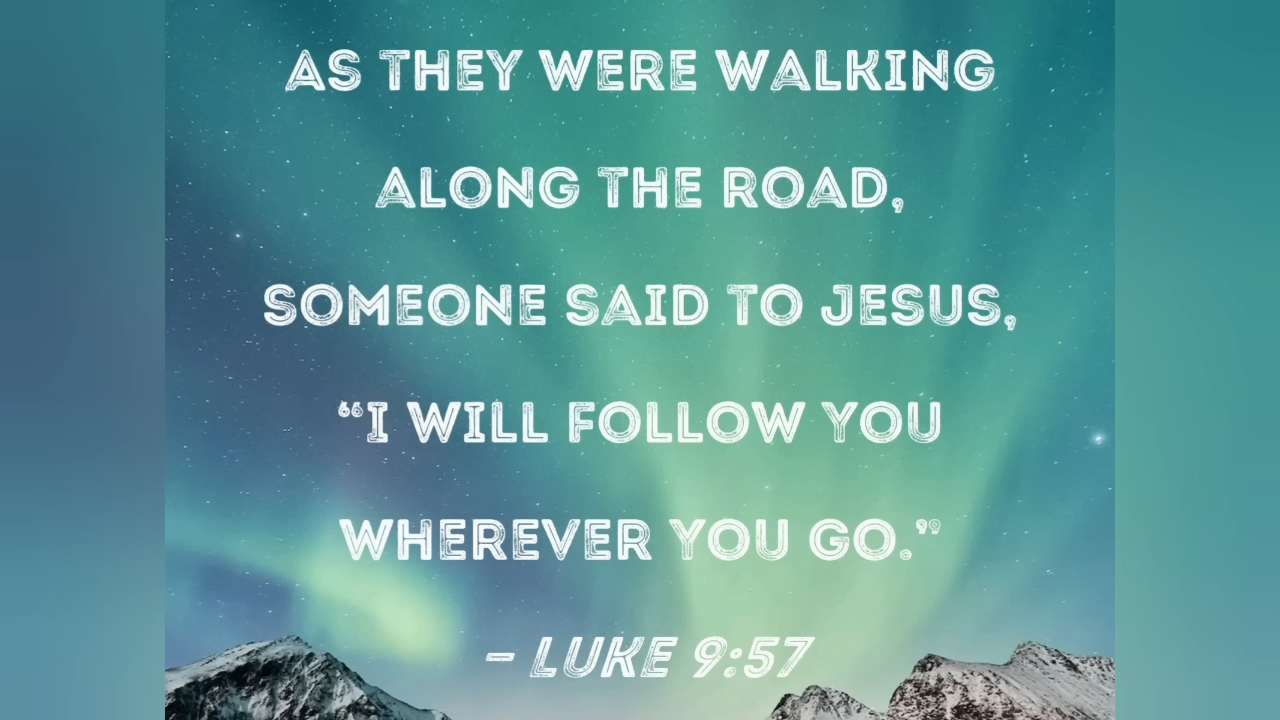 AS THEY WERE WALKING
ALONG THE ROAD,
SOMEONE SAID TO JESUS,
“I WILL FOLLOW YOU
WHEREVER YOU GO.”
- LUKE 9:57